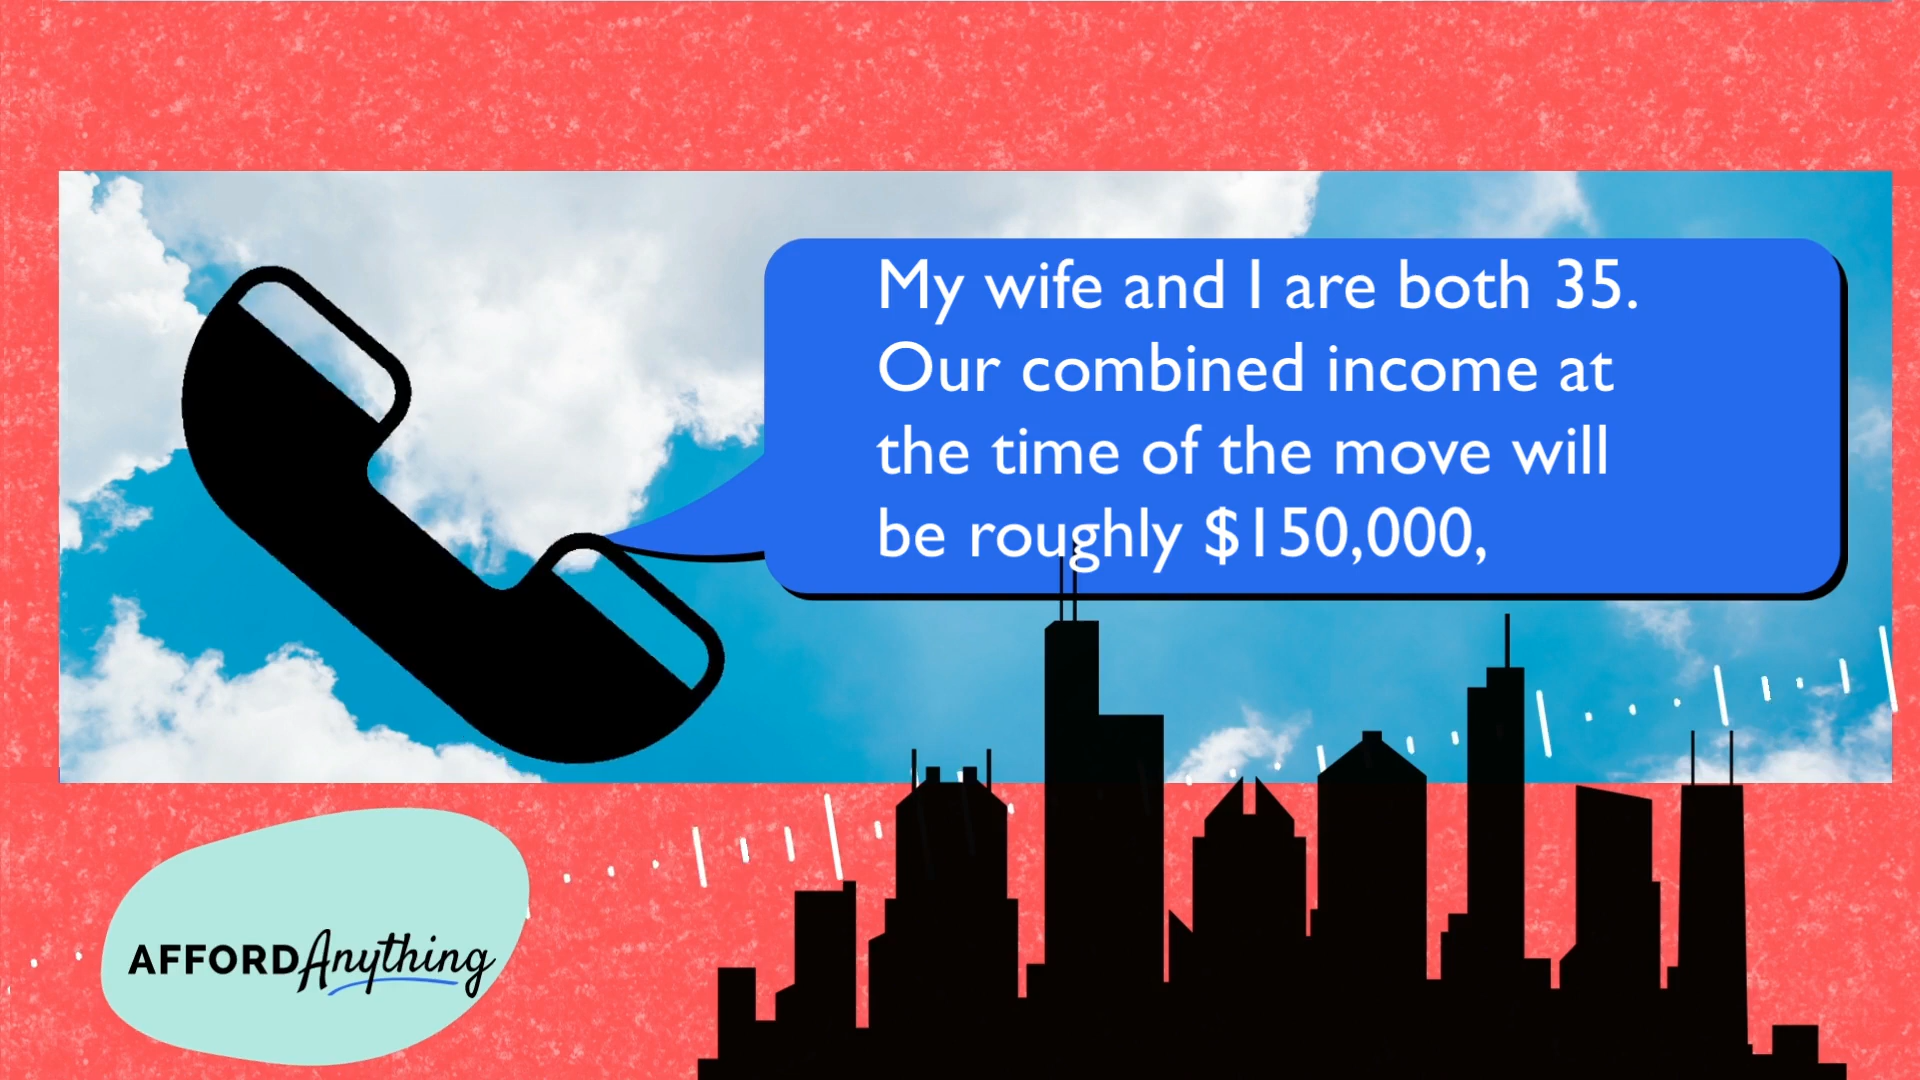 My wife and I are both 35.
Our combined income at
the time of the move will
be roughly $150,000,
AFFORDAnything